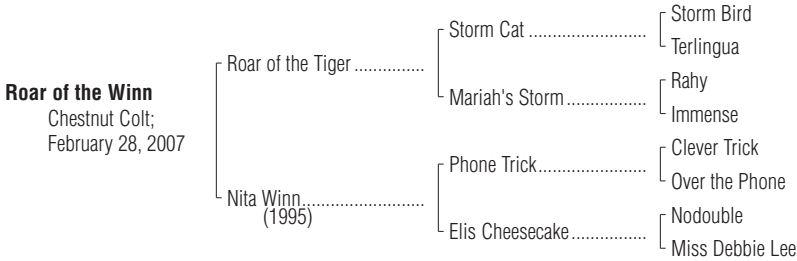 Storm Bird
Storm Cat ........................
Terlingua
Roar of the Tiger ...............
Rahy
Mariah's Storm .................
Immense
Roar of the Winn
Chestnut Colt;
February 28, 2007
Clever Trick
Phone Trick.......................
Over the Phone
Nita Winn..........................
(1995)
Nodouble
Elis Cheesecake ................
Miss Debbie Lee